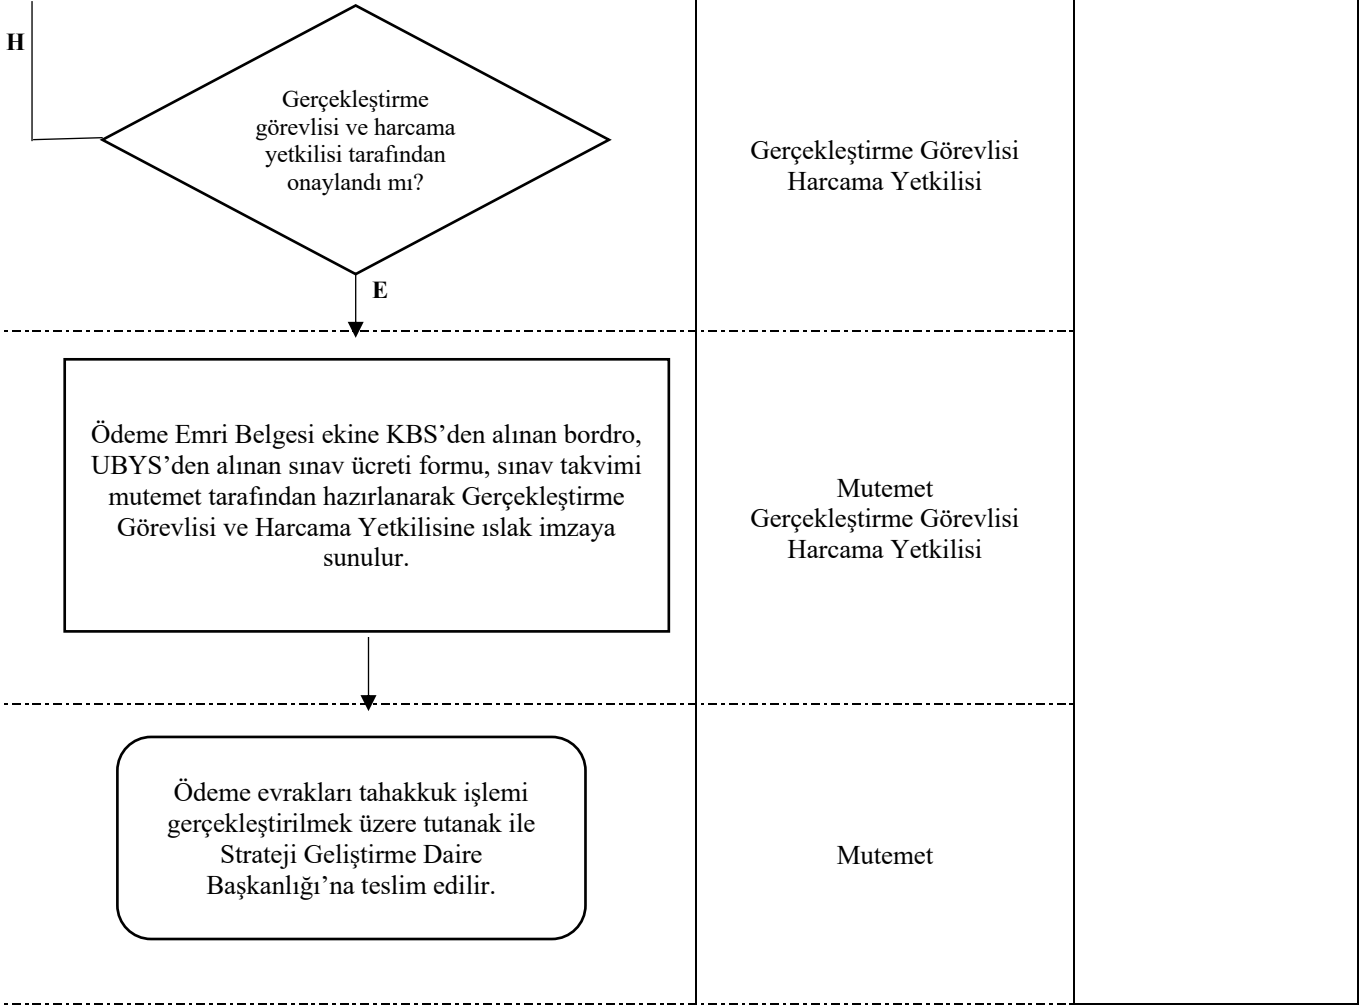 H
Gerçekleştirme
görevlisi ve harcama
yetkilisi tarafından
onaylandı mı?
Gerçekleştirme Görevlisi
Harcama Yetkilisi
E
Ödeme Emri Belgesi ekine KBS’den alınan bordro,
UBYS’den alınan sınav ücreti formu, sınav takvimi
mutemet tarafından hazırlanarak Gerçekleştirme
Görevlisi ve Harcama Yetkilisine ıslak imzaya
sunulur.
Mutemet
Gerçekleştirme Görevlisi
Harcama Yetkilisi
Ödeme evrakları tahakkuk işlemi
gerçekleştirilmek üzere tutanak ile
Strateji Geliştirme Daire
Başkanlığı’na teslim edilir.
Mutemet